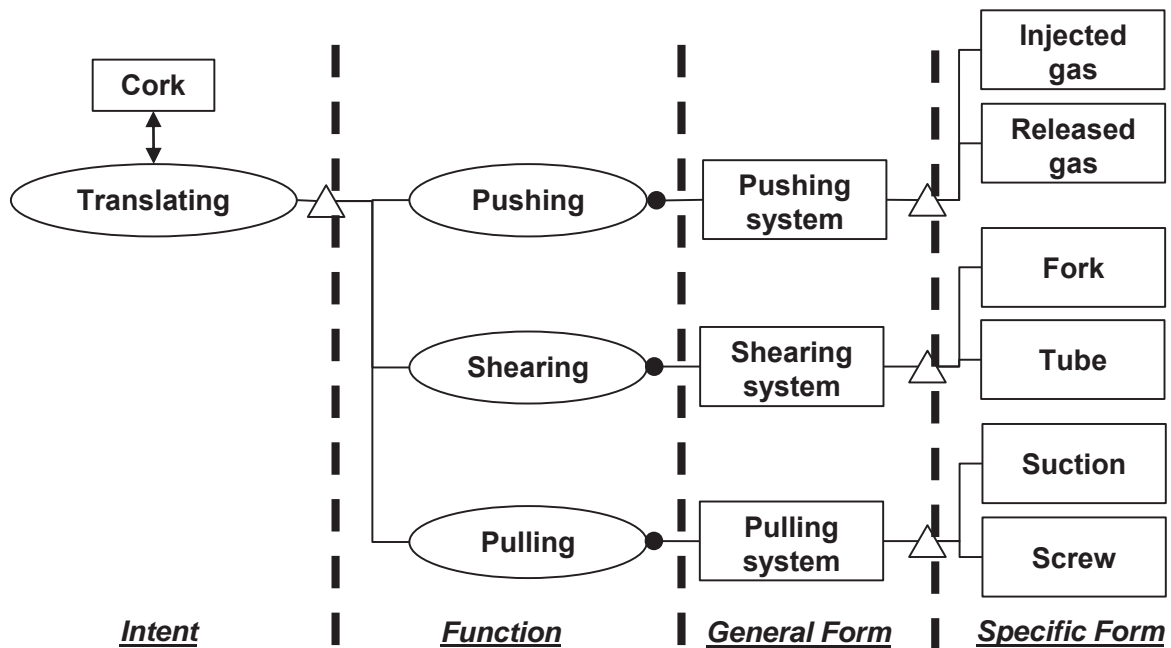 Cork
Translating
Pushing
Pushing
system
Injected
gas
Released
gas
Shearing
Shearing
system
Fork
Tube
Pulling
Pulling
system
Suction
Screw
Intent
Function
General Form
Specific Form